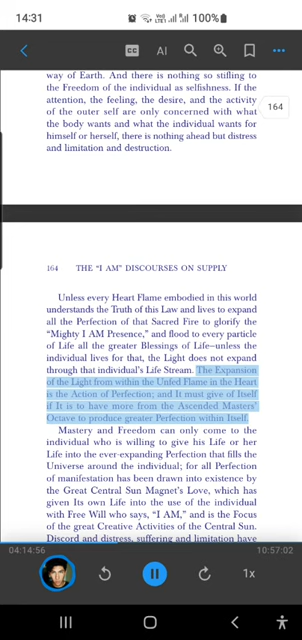 14:31
100%
CC
AI
way of Earth. And there is nothing so stifling to
the Freedom of the individual as selfishness. If
the attention, the feeling, the desire, and the activity
of the outer self are only concerned with what
the body wants and what the individual wants for
himself or herself, there is nothing ahead but distress
and limitation and destruction.
164
164 THE “I AM” DISCOURSES ON SUPPLY
Unless every Heart Flame embodied in this world
understands the Truth of this Law and lives to expand
all the Perfection of that Sacred Fire to glorify the
“Mighty I AM Presence,” and flood to every particle
of Life all the greater Blessings of Life—unless the
individual lives for that, the Light does not expand
through that individual’s Life Stream. The Expansion
of the Light from within the Unfed Flame in the Heart
is the Action of Perfection; and It must give of Itself
if It is to have more from the Ascended Masters’
Octave to produce greater Perfection within Itself.
Mastery and Freedom can only come to the
individual who is willing to give his Life or her
Life into the ever-expanding Perfection that fills the
Universe around the individual; for all Perfection
of manifestation has been drawn into existence by
the Great Central Sun Magnet’s Love, which has
given Its own Life into the use of the individual
with Free Will who says, “I AM,” and is the Focus
of the great Creative Activities of the Central Sun.
Discord and distress, suffering and limitation have
04:14:56
10:57:02
1x